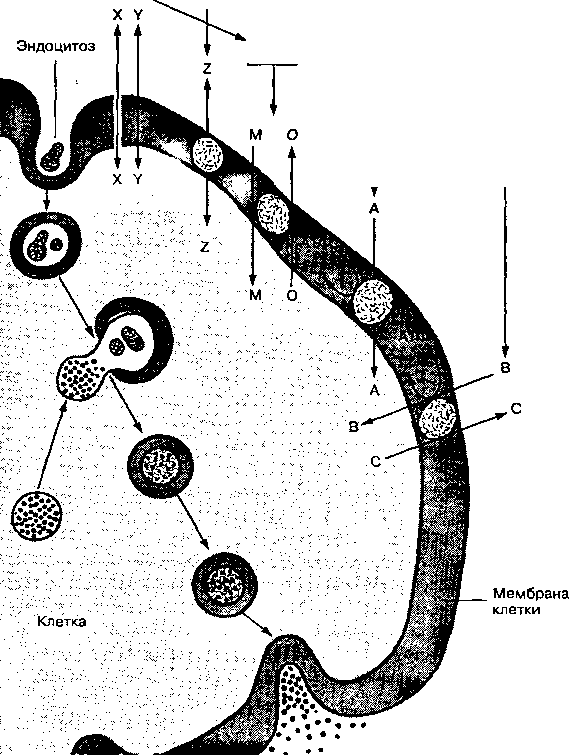 X Y
Эндоцитоз
Z
M O
X Y
A
Z
M O
B
A
C
B
C
Мембрана
клетки
Клетка